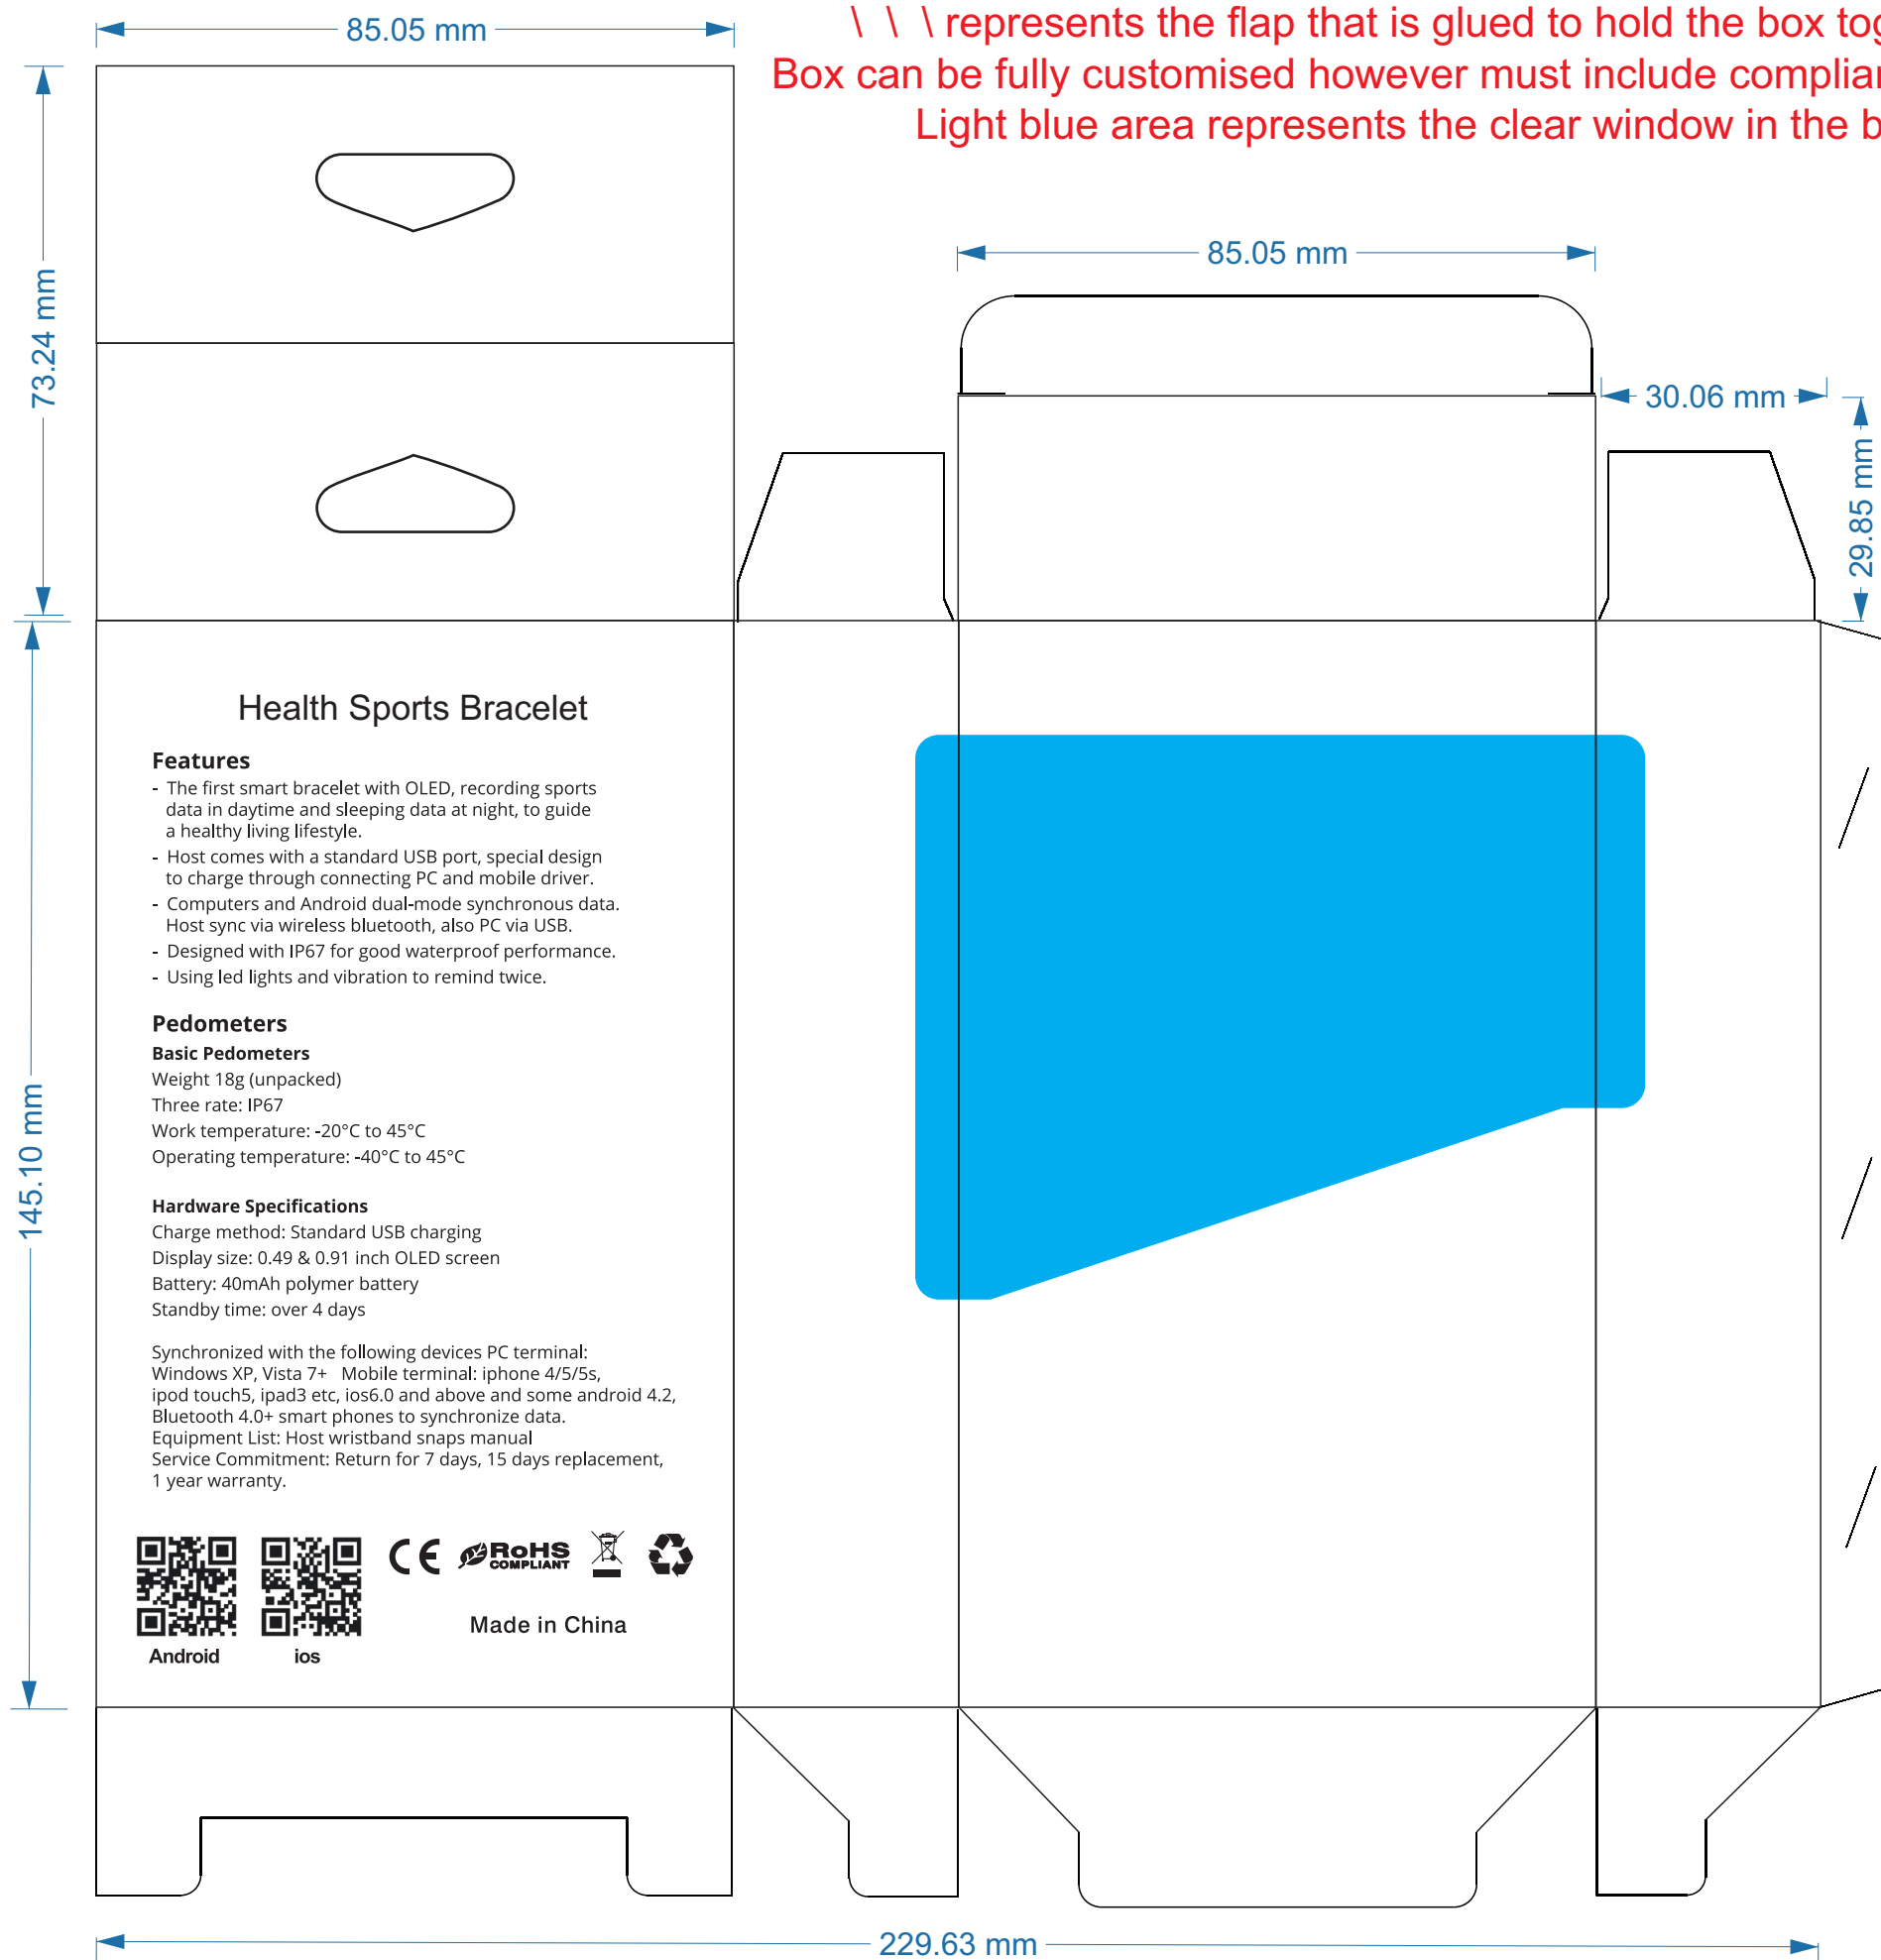 85.05 mm
\ \ \ represents the flap that is glued to hold the box
Box can be fully customised however must include
Light blue area represents the clear window in the
73.24 mm
85.05 mm
30.06 mm
29.85 mm
145.10 mm
Health Sports Bracelet
Features
- The first smart bracelet with OLED, recording sports
data in daytime and sleeping data at night, to guide
a healthy living lifestyle.
- Host comes with a standard USB port, special design
to charge through connecting PC and mobile driver.
- Computers and Android dual-mode synchronous data.
Host sync via wireless bluetooth, also PC via USB.
- Designed with IP67 for good waterproof performance.
- Using led lights and vibration to remind twice.
Pedometers
Basic Pedometers
Weight 18g (unpacked)
Three rate: IP67
Work temperature: -20°C to 45°C
Operating temperature: -40°C to 45°C
Hardware Specifications
Charge method: Standard USB charging
Display size: 0.49 & 0.91 inch OLED screen
Battery: 40mAh polymer battery
Standby time: over 4 days
Synchronized with the following devices PC terminal:
Windows XP, Vista 7+ Mobile terminal: iphone 4/5/5s,
ipod touch5, ipad3 etc, ios6.0 and above and some android 4.2,
Bluetooth 4.0+ smart phones to synchronize data.
Equipment List: Host wristband snaps manual
Service Commitment: Return for 7 days, 15 days replacement,
1 year warranty.
CE RoHS
COMPLIANT
Made in China
Android ios
229.63 mm